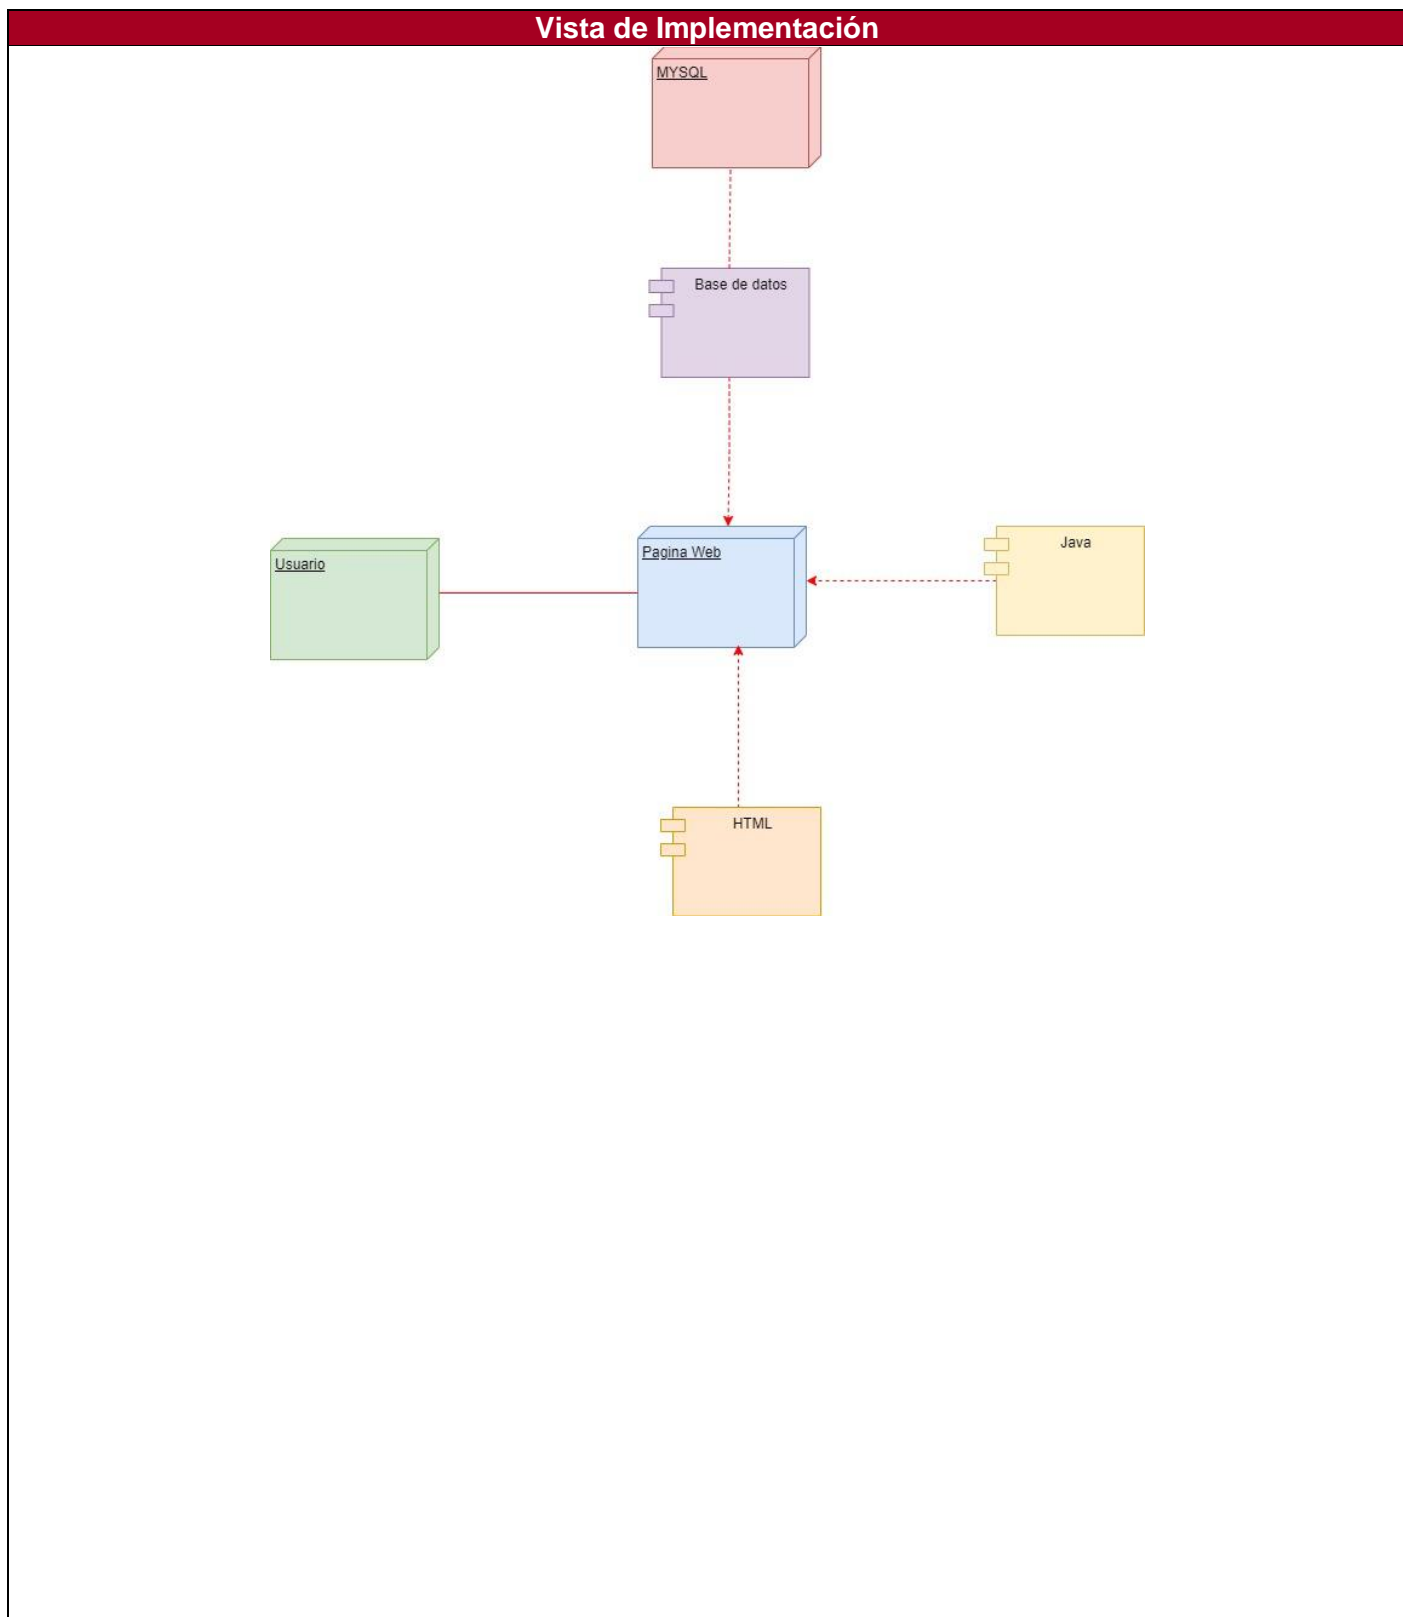 Vista de Implementación
MYSQL
Base de datos
Usuario
Pagina Web
Java
HTML